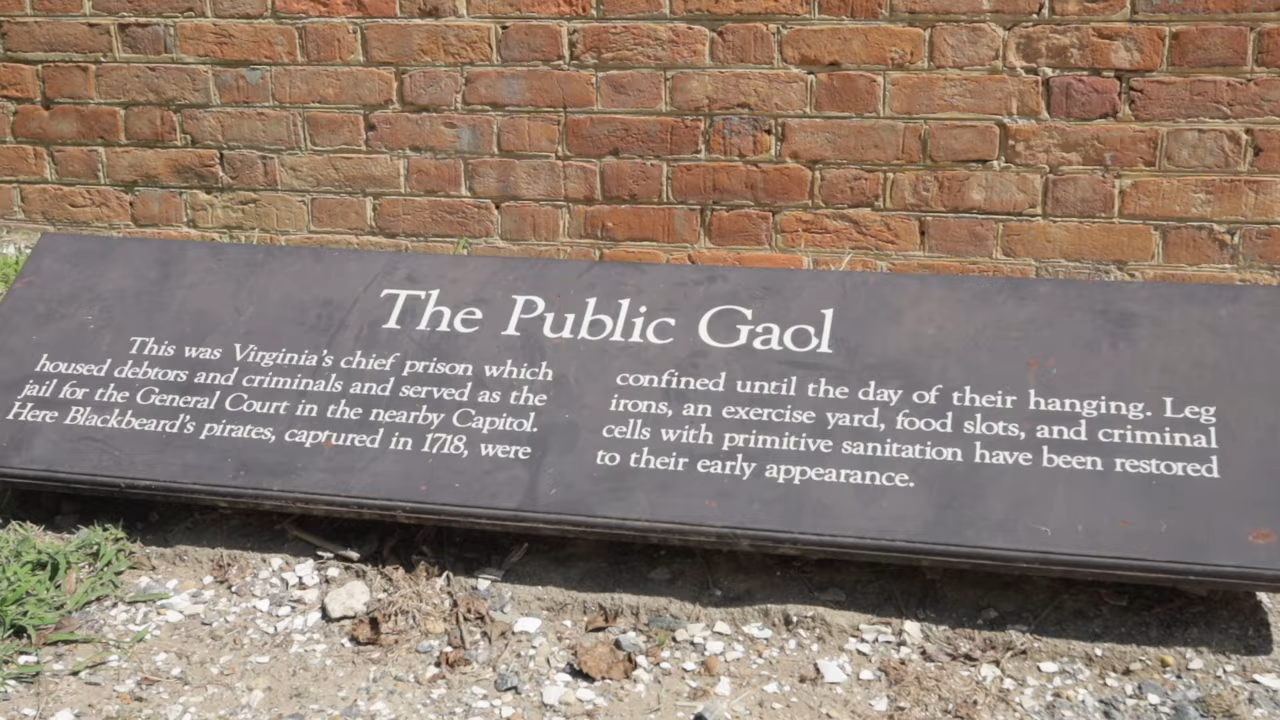 The Public Gaol
This was Virginia's chief prison which
housed debtors and criminals and served as the
jail for the General Court in the nearby Capitol.
Here Blackbeard's pirates, captured in 1718, were
confined until the day of their hanging. Leg
irons, an exercise yard, food slots, and criminal
cells with primitive sanitation have been restored
to their early appearance.